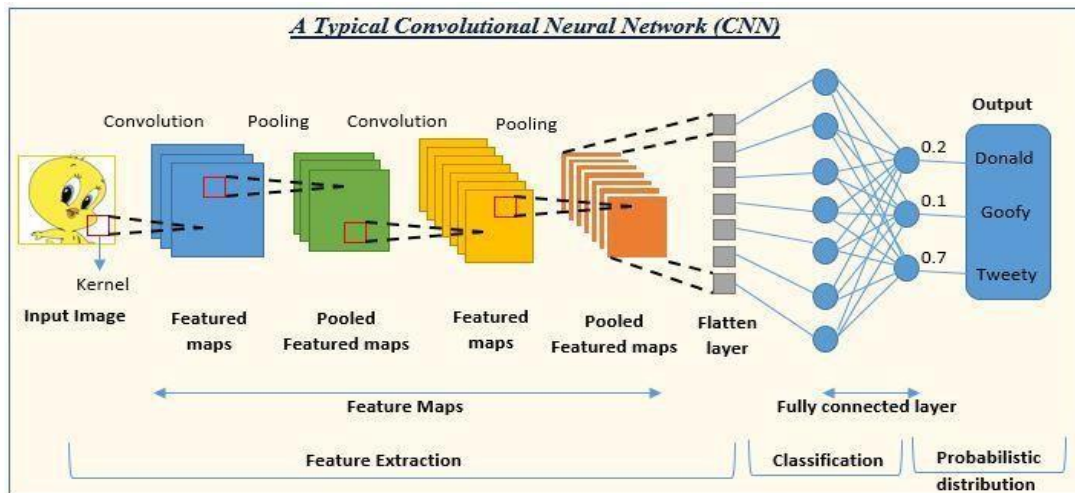 A Typical Convolutional Neural Network (CNN)
Convolution
Pooling
Convolution
Pooling
Output
0.2
Donald
0.1
Goofy
0.7
Tweety
Kernel
Input Image
Featured
maps
Pooled
Featured maps
Featured
maps
Pooled
Featured maps
Flatten
layer
Feature Maps
Fully connected layer
Feature Extraction
Classification
Probabilistic
distribution